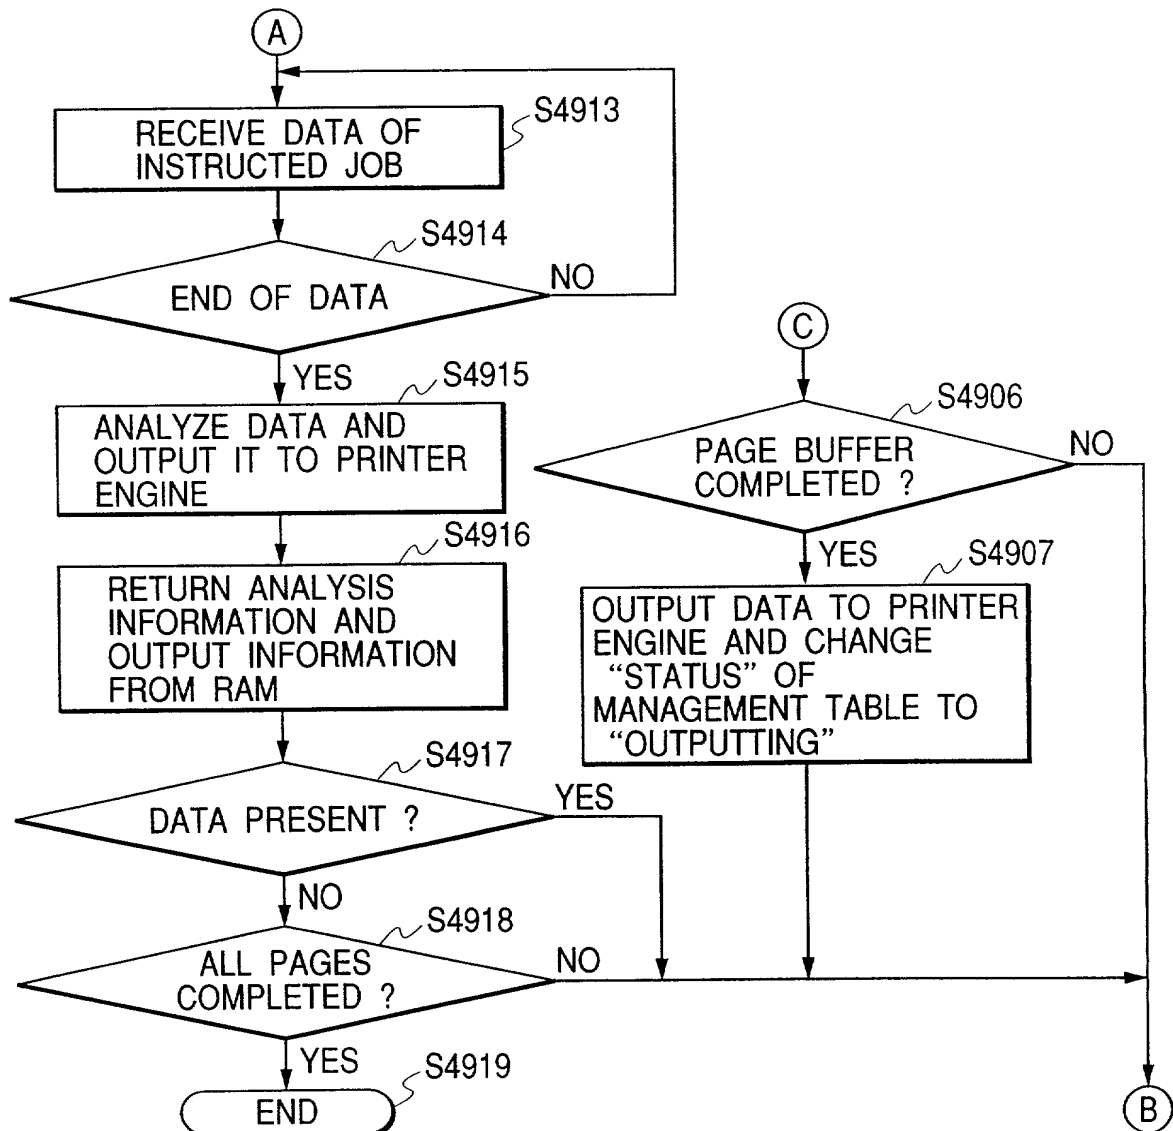 A
RECEIVE DATA OF
INSTRUCTED JOB
S4913
END OF DATA
S4914
NO
YES
ANALYZE DATA AND
OUTPUT IT TO PRINTER
ENGINE
S4915
RETURN ANALYSIS
INFORMATION AND
OUTPUT INFORMATION
FROM RAM
S4916
DATA PRESENT ?
S4917
YES
NO
ALL PAGES
COMPLETED ?
S4918
NO
YES
END
S4919
C
PAGE BUFFER
COMPLETED ?
S4906
NO
YES
OUTPUT DATA TO PRINTER
ENGINE AND CHANGE
“STATUS” OF
MANAGEMENT TABLE TO
“OUTPUTTING”
S4907
B